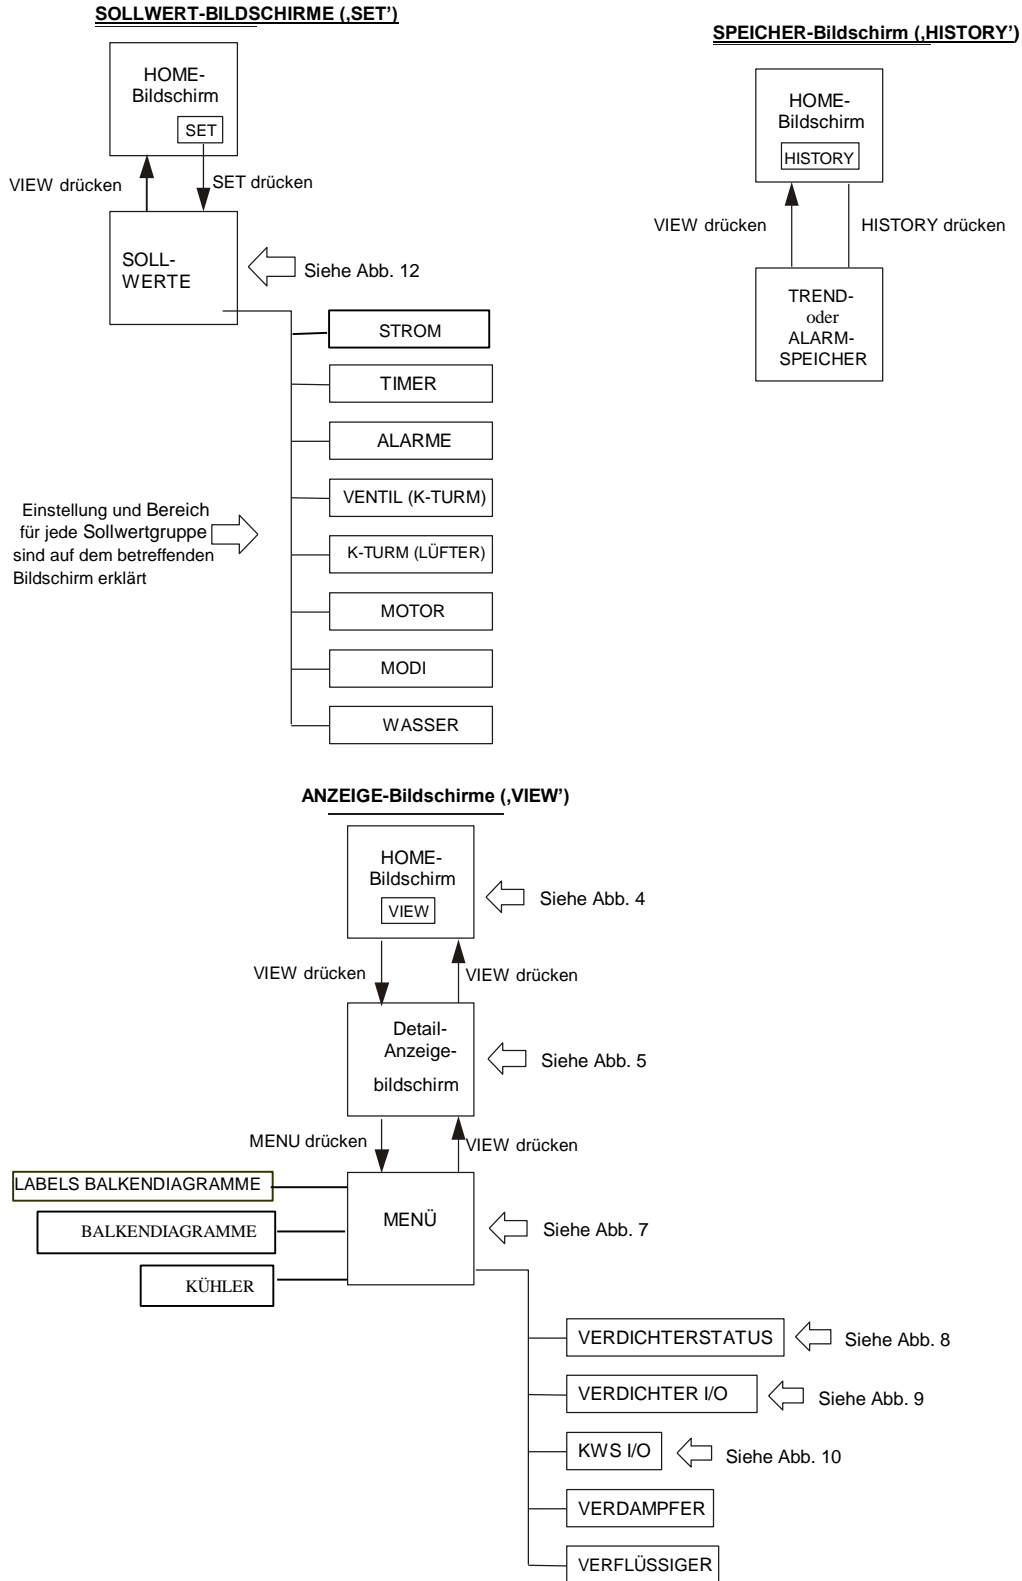 SOLLWERT-BILDSCHIRME (‚SET’)
HOME-
Bildschirm
SET
VIEW drücken
SET drücken
SOLL-
WERTE
Siehe Abb. 12
STROM
TIMER
ALARME
VENTIL (K-TURM)
K-TURM (LÜFTER)
MOTOR
MODI
WASSER
Einstellung und Bereich
für jede Sollwertgruppe
sind auf dem betreffenden
Bildschirm erklärt
SPEICHER-Bildschirm (‚HISTORY’)
HOME-
Bildschirm
HISTORY
VIEW drücken
HISTORY drücken
TREND-
oder
ALARM-
SPEICHER
ANZEIGE-Bildschirme (‚VIEW’)
HOME-
Bildschirm
VIEW
Siehe Abb. 4
VIEW drücken
VIEW drücken
Detail-
Anzeige-
bildschirm
Siehe Abb. 5
MENU drücken
VIEW drücken
LABELS BALKENDIAGRAMME
BALKENDIAGRAMME
KÜHLER
MENÜ
Siehe Abb. 7
VERDICHTERSTATUS
Siehe Abb. 8
VERDICHTER I/O
Siehe Abb. 9
KWS I/O
Siehe Abb. 10
VERDAMPFER
VERFLÜSSIGER